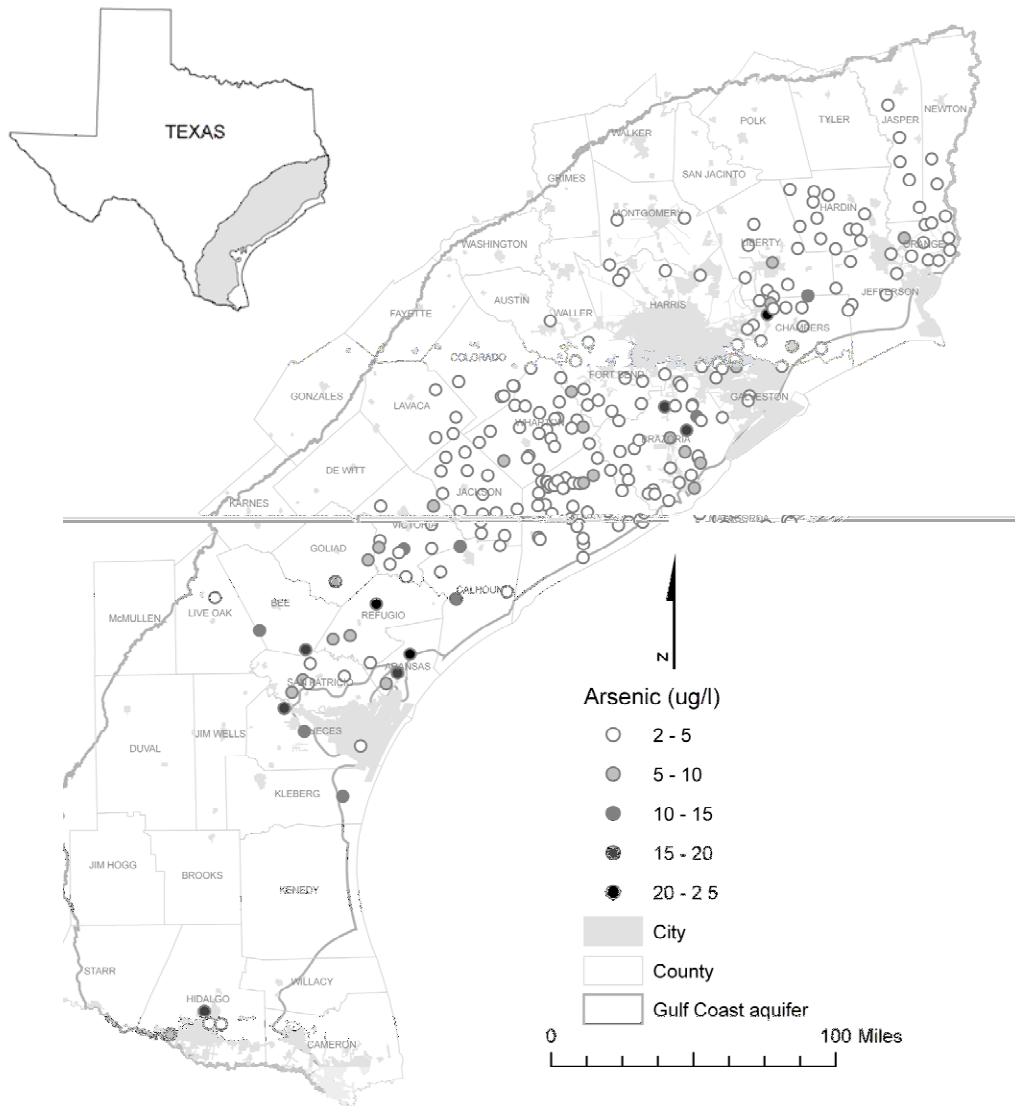 TEXAS
NEWTON
JASPER
TYLER
POLK
WALKER
SAN JACINTO
GRIMES
HARDIN
MONTGOMERY
LIBERTY
ORANGE
WASHINGTON
JEFFERSON
AUSTIN
HARRIS
WALLER
FAYETTE
CHAMBERS
COLORADO
FORT BEND
GONZALES
GALVESTON
LAVACA
WHARTON
BRAZORIA
DE WITT
JACKSON
KARNES
MATAGORDA
VICTORIA
GOLIAD
CALHOUN
BEE
McMULLEN
LIVE OAK
REFUGIO
ARANSAS
SAN PATRICIO
JIM WELLS
DUVAL
KLEBERG
JIM HOGG
BROOKS
KENEDY
STARR
WILLACY
HIDALGO
CAMERON
N
Arsenic (ug/l)
2 - 5
5 - 10
10 - 15
15 - 20
20 - 25
City
County
Gulf Coast aquifer
0 100 Miles